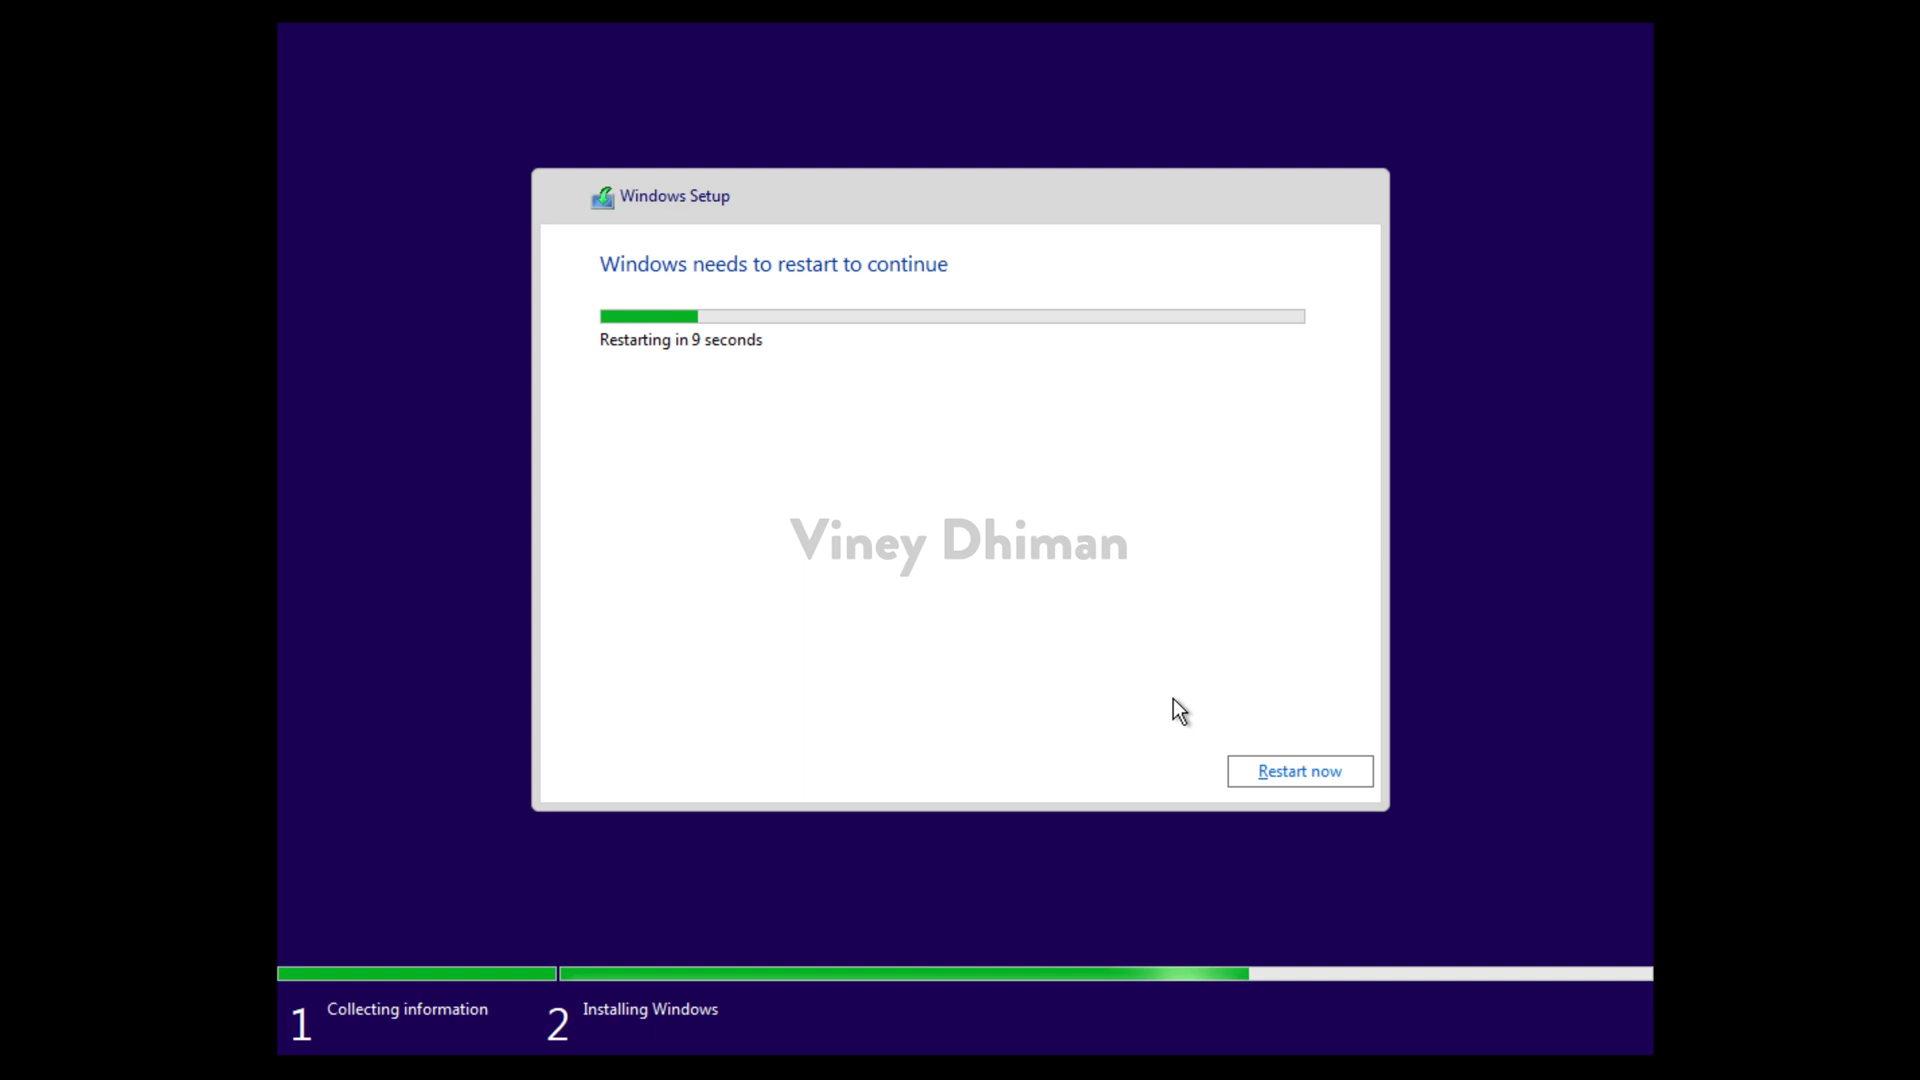 Windows Setup
Windows needs to restart to continue
Restarting in 9 seconds
Viney Dhiman
Restart now
1 Collecting information 2 Installing Windows